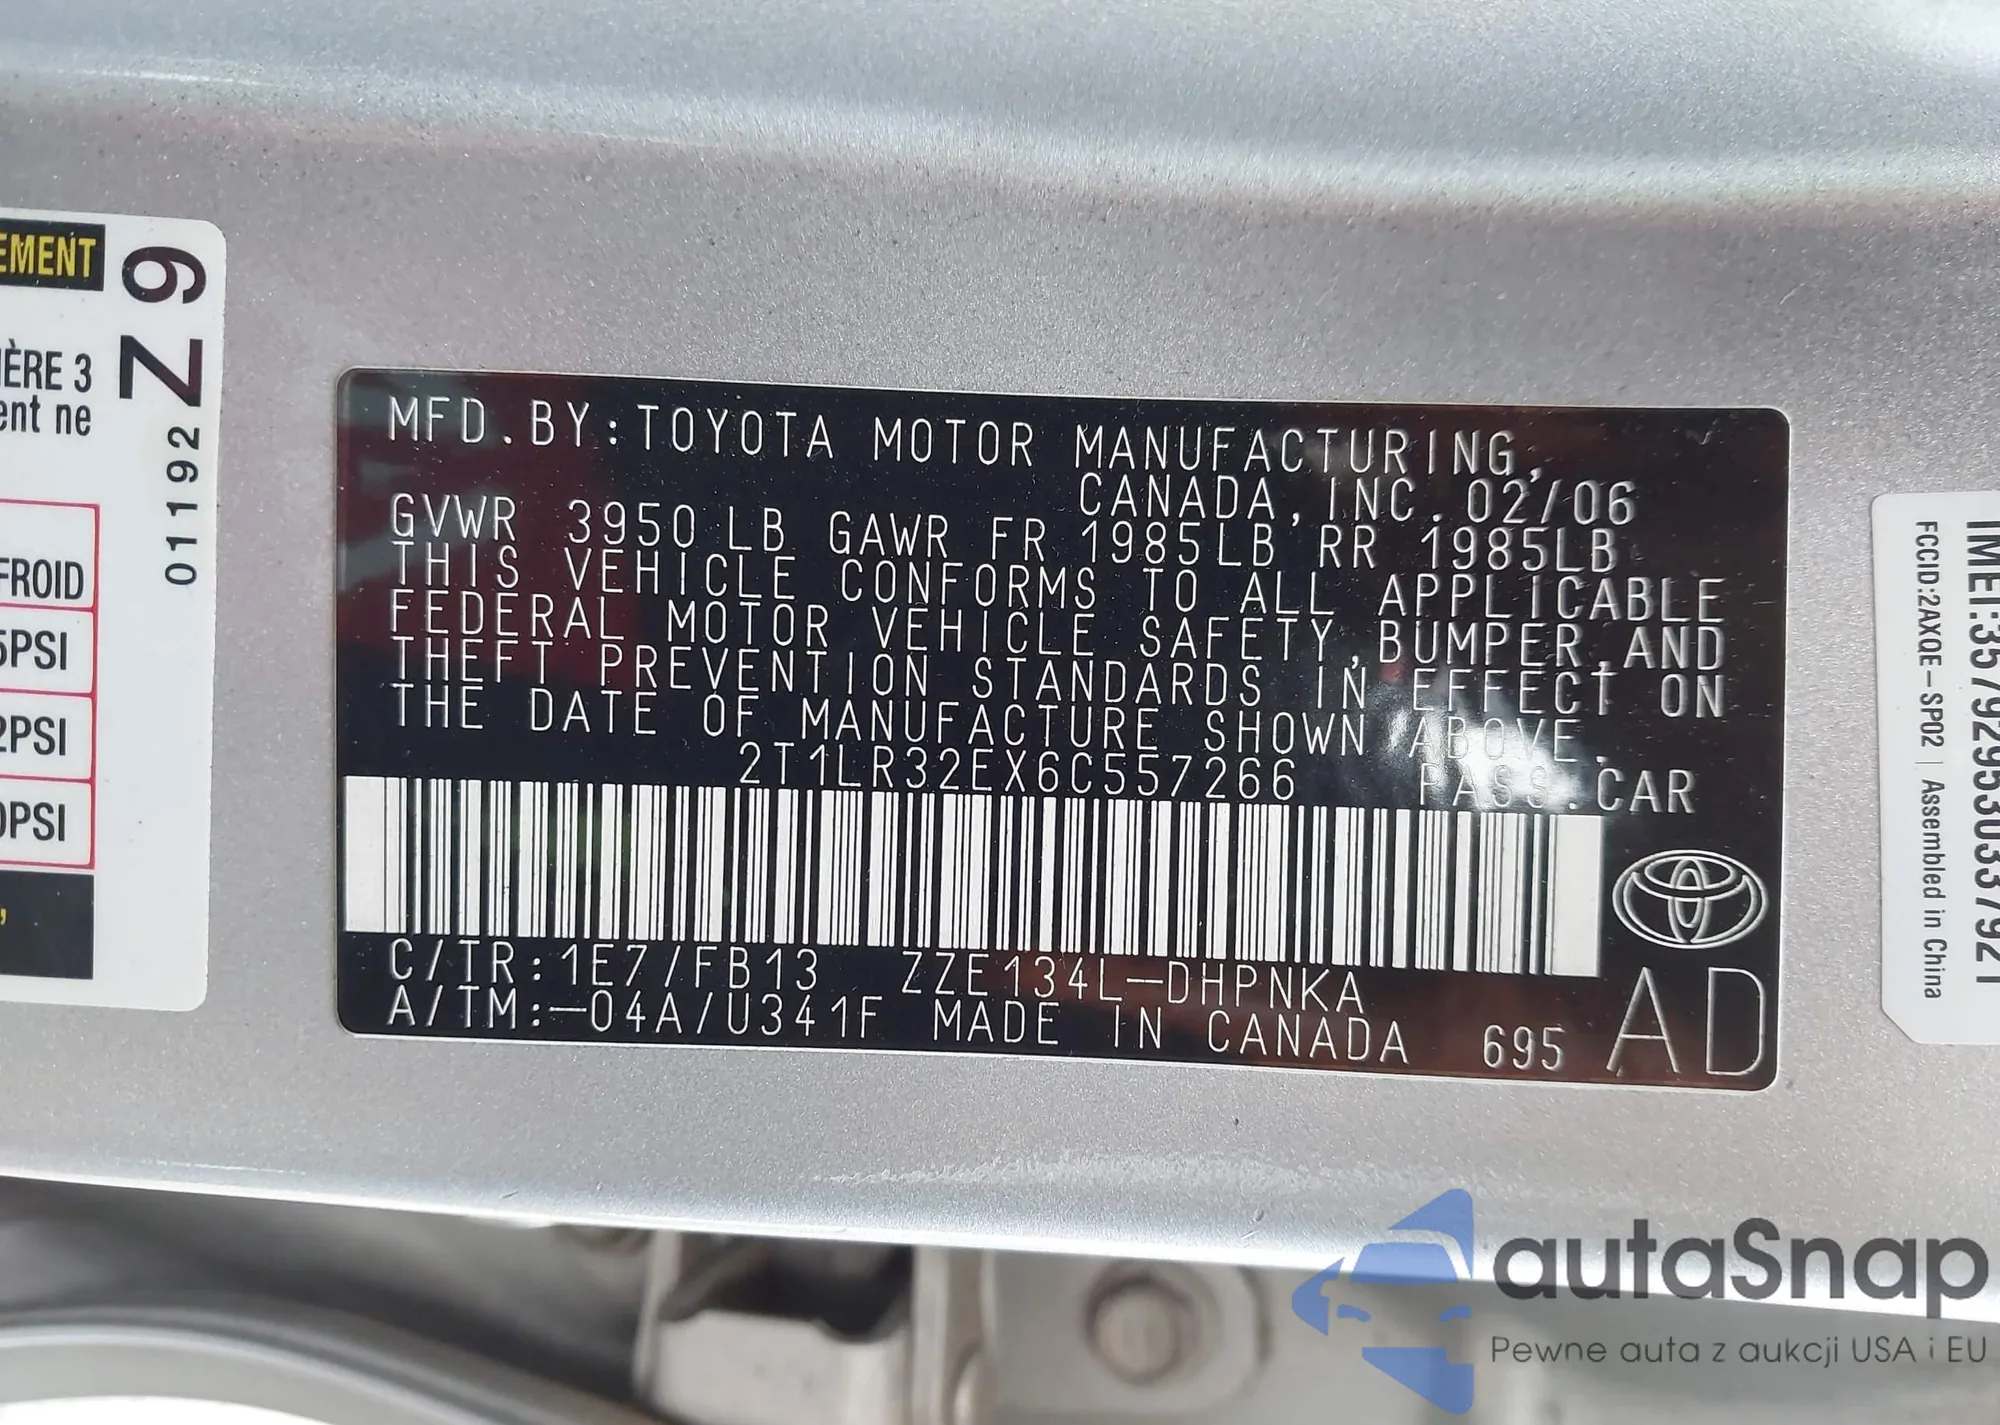 EMENT
Z9
IÈRE 3
ent ne
01192
FROID
5PSI
2PSI
0PSI
MFD. BY: TOYOTA MOTOR MANUFACTURING,
CANADA, INC. 02/06
GVWR 3950 LB GAWR FR 1985LB RR 1985LB
THIS VEHICLE CONFORMS TO ALL APPLICABLE
FEDERAL MOTOR VEHICLE SAFETY, BUMPER, AND
THEFT PREVENTION STANDARDS IN EFFECT ON
THE DATE OF MANUFACTURE SHOWN ABOVE.
2T1LR32EX6C557266 PASS. CAR
C/TR: 1E7/FB13 ZZE134L-DHPNKA
A/TM:-04A/U341F MADE IN CANADA 695
AD
IMEI:357929530337921
FCCID:2AXQE-SP02 | Assembled in China
autaSnap
Pewne auta z aukcji USA i EU